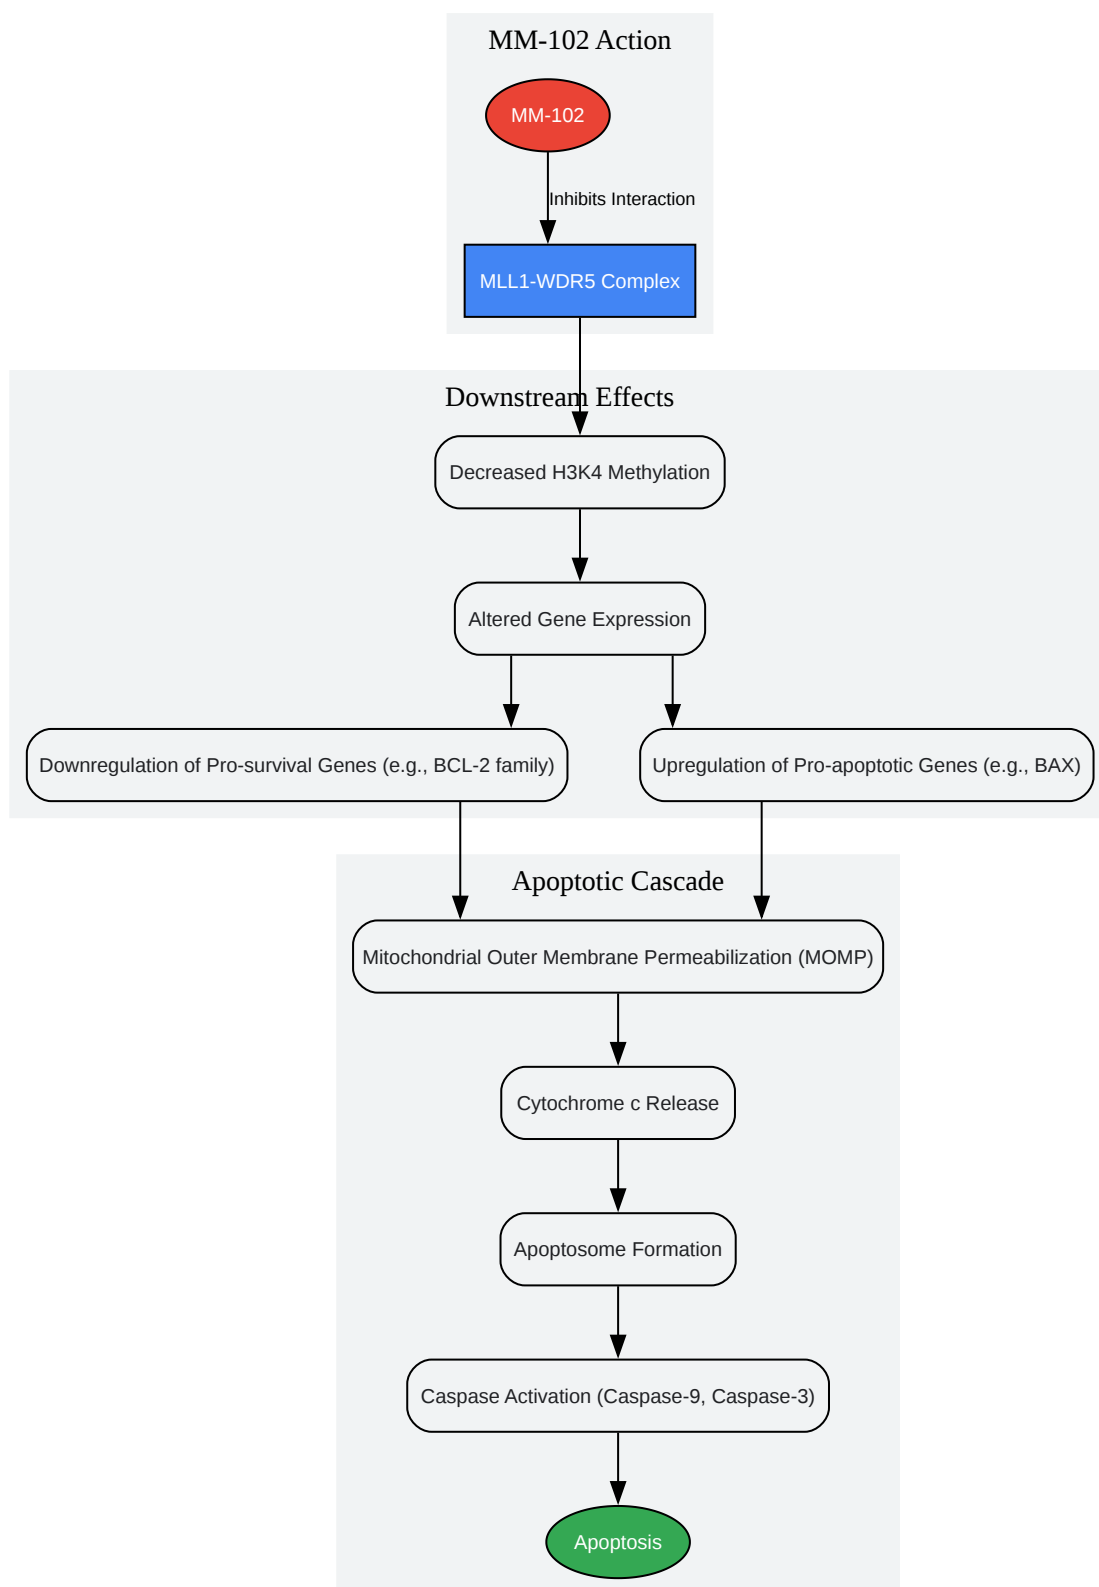 MM-102 Action
MM-102
Inhibits Interaction
MLL1-WDR5 Complex
Downstream Effects
Decreased H3K4 Methylation
Altered Gene Expression
Downregulation of Pro-survival Genes (e.g., BCL-2 family)
Upregulation of Pro-apoptotic Genes (e.g., BAX)
Apoptotic Cascade
Mitochondrial Outer Membrane Permeabilization (MOMP)
Cytochrome c Release
Apoptosome Formation
Caspase Activation (Caspase-9, Caspase-3)
Apoptosis